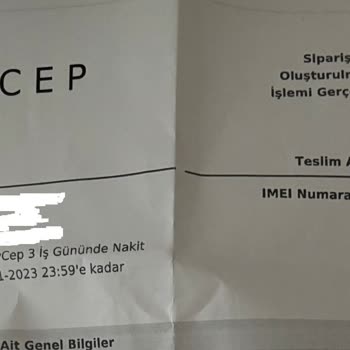 CEP
Cep 3 İş Gününde Nakit
1-2023 23:59'e kadar
Ait Genel Bilgiler
Sipariş
Oluşturulm
İşlemi Gerç
Teslim A
IMEI Numara